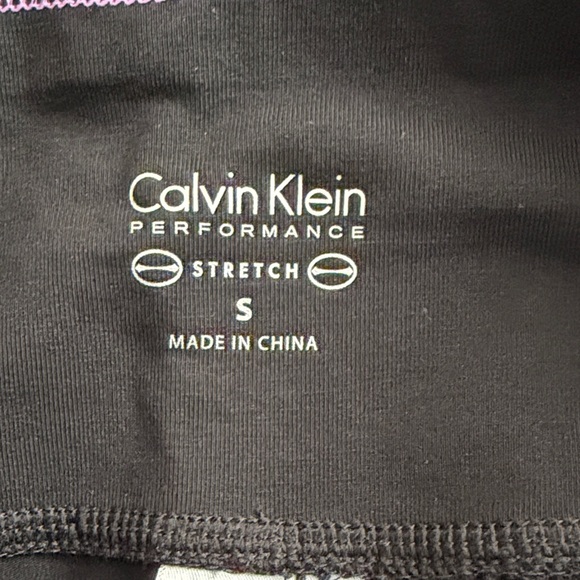 Calvin Klein
PERFORMANCE
STRETCH
S
MADE IN CHINA